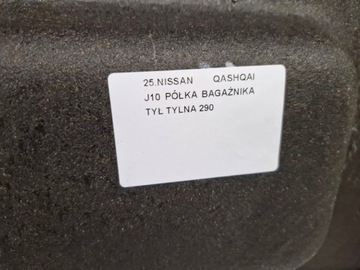 25.NISSAN QASHQAI
J10 PÓŁKA BAGAŻNIKA
TYŁ TYLNA 290